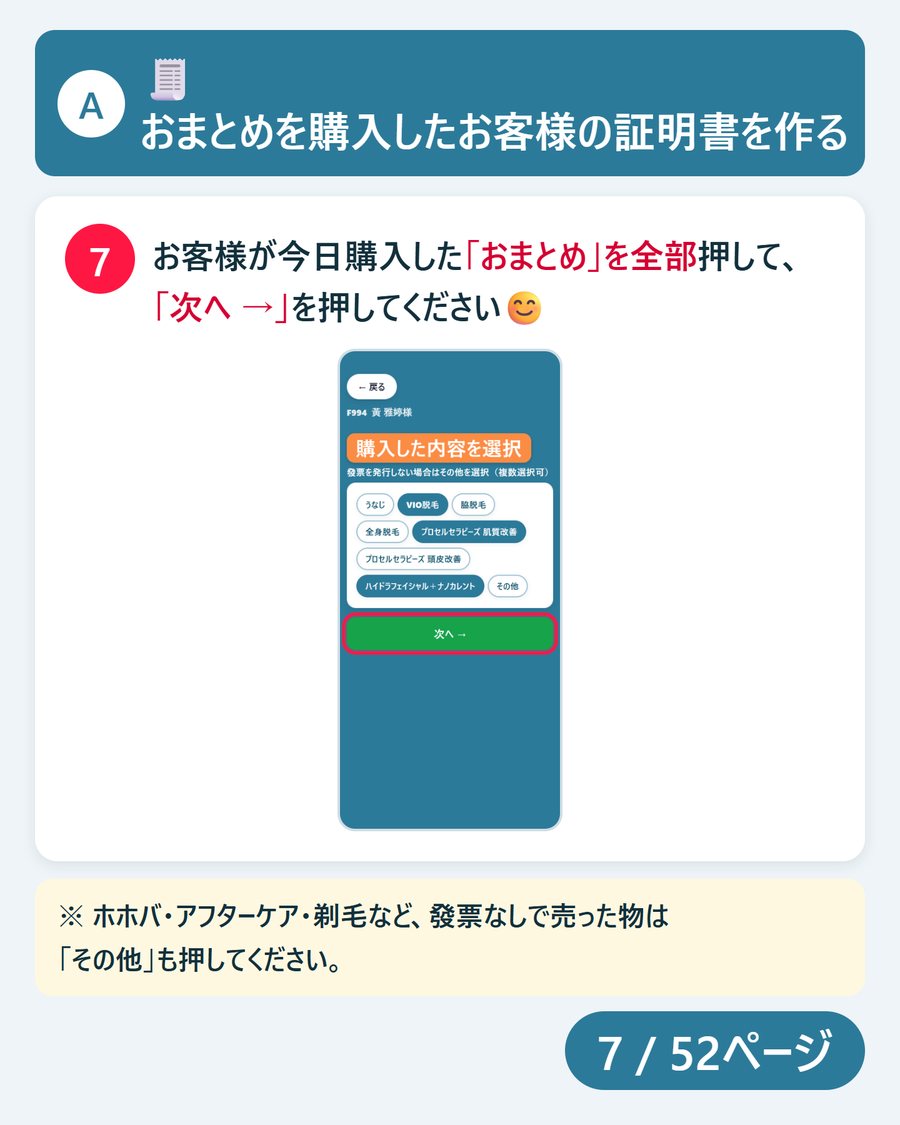 A
おまとめを購入したお客様の証明書を作る
7
お客様が今日購入した「おまとめ」を全部押して、
「次へ →」を押してください😊
← 戻る
F994 黃 雅婷様
購入した内容を選択
發票を発行しない場合はその他を選択（複数選択可）
うなじ VIO脱毛 脇脱毛
全身脱毛 プロセルセラピーズ 肌質改善
プロセルセラピーズ 頭皮改善
ハイドラフェイシャル＋ナノカレント その他
次へ →
※ ホホバ・アフターケア・剃毛など、發票なしで売った物は
「その他」も押してください。
7 / 52ページ